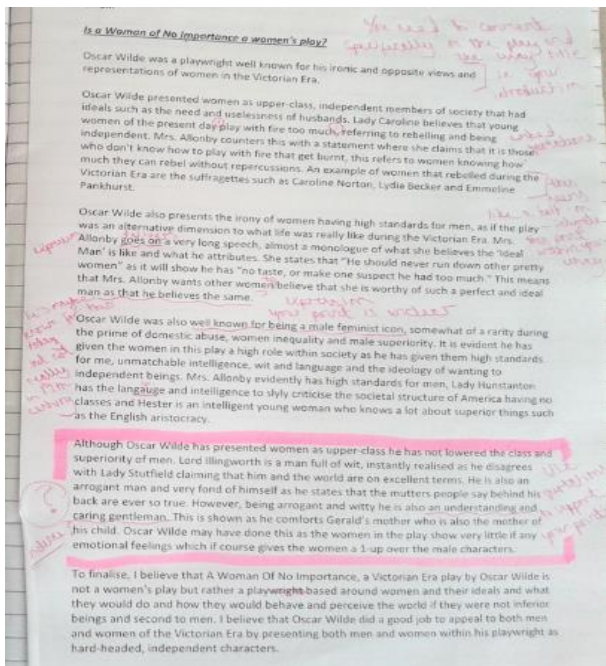 Is a Woman of No Importance a women's play?
You need to comment
specifically on the play and
the
in your
introduction
Oscar Wilde was a playwright well known for his ironic and opposite views and
representations of women in the Victorian Era.
Oscar Wilde presented women as upper-class, independent members of society that had
ideals such as the need and uselessness of husbands. Lady Caroline believes that young
women of the present day play with fire too much, referring to rebelling and being
independent. Mrs. Allonby counters this with a statement where she claims that it is those
who don't know how to play with fire that get burnt, this refers to women knowing how
much they can rebel without repercussions. An example of women that rebelled during the
Victorian Era are the suffragettes such as Caroline Norton, Lydia Becker and Emmeline
Pankhurst.
Oscar Wilde also presents the irony of women having high standards for men, as if the play
was an alternative dimension to what life was really like during the Victorian Era. Mrs.
Allonby goes on a very long speech, almost a monologue of what she believes the 'Ideal
Man' is like and what he attributes. She states that "He should never run down other pretty
women" as it will show he has "no taste, or make one suspect he had too much." This means
that Mrs. Allonby wants other women believe that she is worthy of such a perfect and ideal
man as that he believes the same.
expression
your point is unclear
Oscar Wilde was also well known for being a male feminist icon, somewhat of a rarity during
the prime of domestic abuse, women inequality and male superiority. It is evident he has
given the women in this play a high role within society as he has given them high standards
for me, unmatchable intelligence, wit and language and the ideology of wanting to
independent beings. Mrs. Allonby evidently has high standards for men, Lady Hunstanton
has the langauge and intelligence to slyly criticise the societal structure of America having no
classes and Hester is an intelligent young woman who knows a lot about superior things such
as the English aristocracy.
Although Oscar Wilde has presented women as upper-class he has not lowered the class and
superiority of men. Lord Illingworth is a man full of wit, instantly realised as he disagrees
with Lady Stutfield claiming that him and the world are on excellent terms. He is also an
arrogant man and very fond of himself as he states that the mutters people say behind his
back are ever so true. However, being arrogant and witty he is also an understanding and
caring gentleman. This is shown as he comforts Gerald's mother who is also the mother of
his child. Oscar Wilde may have done this as the women in the play show very little if any
emotional feelings which if course gives the women a 1-up over the male characters.
?
Use
quotations
to support
your points
To finalise, I believe that A Woman Of No Importance, a Victorian Era play by Oscar Wilde is
not a women's play but rather a playwright based around women and their ideals and what
they would do and how they would behave and perceive the world if they were not inferior
beings and second to men. I believe that Oscar Wilde did a good job to appeal to both men
and women of the Victorian Era by presenting both men and women within his playwright as
hard-headed, independent characters.